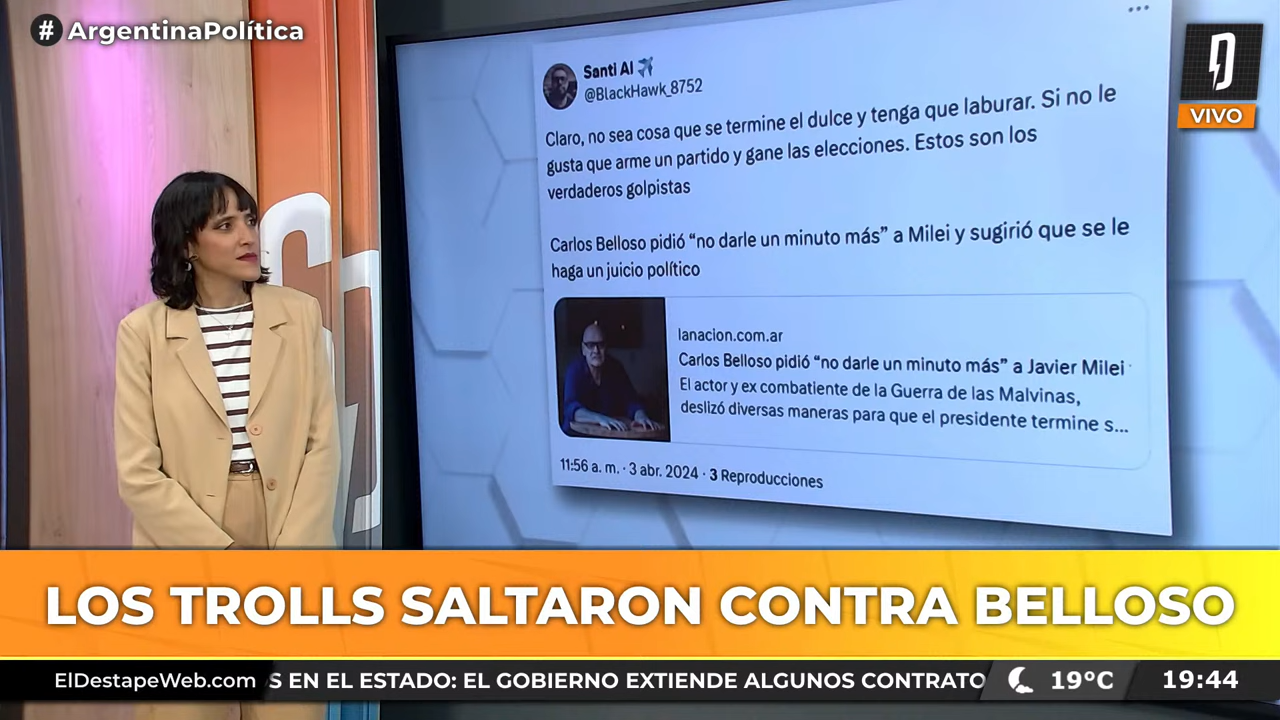 # ArgentinaPolítica
VIVO
Santi Al
@BlackHawk_8752
Claro, no sea cosa que se termine el dulce y tenga que laburar. Si no le
gusta que arme un partido y gane las elecciones. Estos son los
verdaderos golpistas
Carlos Belloso pidió “no darle un minuto más” a Milei y sugirió que se le
haga un juicio político
lanacion.com.ar
Carlos Belloso pidió “no darle un minuto más” a Javier Milei
El actor y ex combatiente de la Guerra de las Malvinas,
deslizó diversas maneras para que el presidente termine s...
11:56 a. m. · 3 abr. 2024 · 3 Reproducciones
LOS TROLLS SALTARON CONTRA BELLOSO
ElDestapeWeb.com S EN EL ESTADO: EL GOBIERNO EXTIENDE ALGUNOS CONTRATO 19°C 19:44